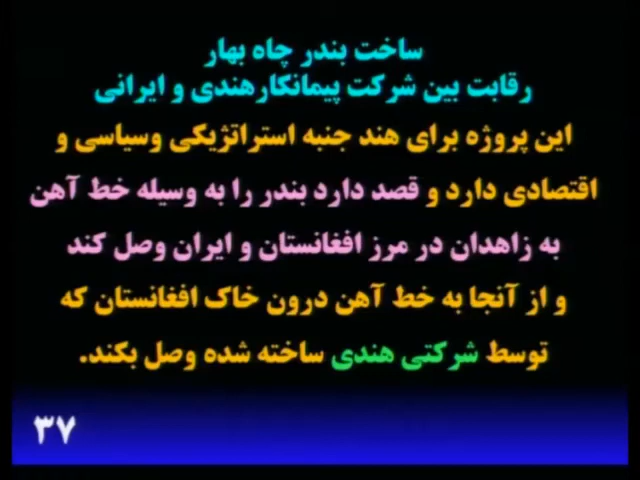 ساخت بندر چاه بهار
رقابت بین شرکت پیمانکارهندی و ایرانی
این پروژه برای هند جنبه استراتژیکی وسیاسی و
اقتصادی دارد و قصد دارد بندر را به وسیله خط آهن
به زاهدان در مرز افغانستان و ایران وصل کند
و از آنجا به خط آهن درون خاک افغانستان که
توسط شرکتی هندی ساخته شده وصل بکند.
۳۷